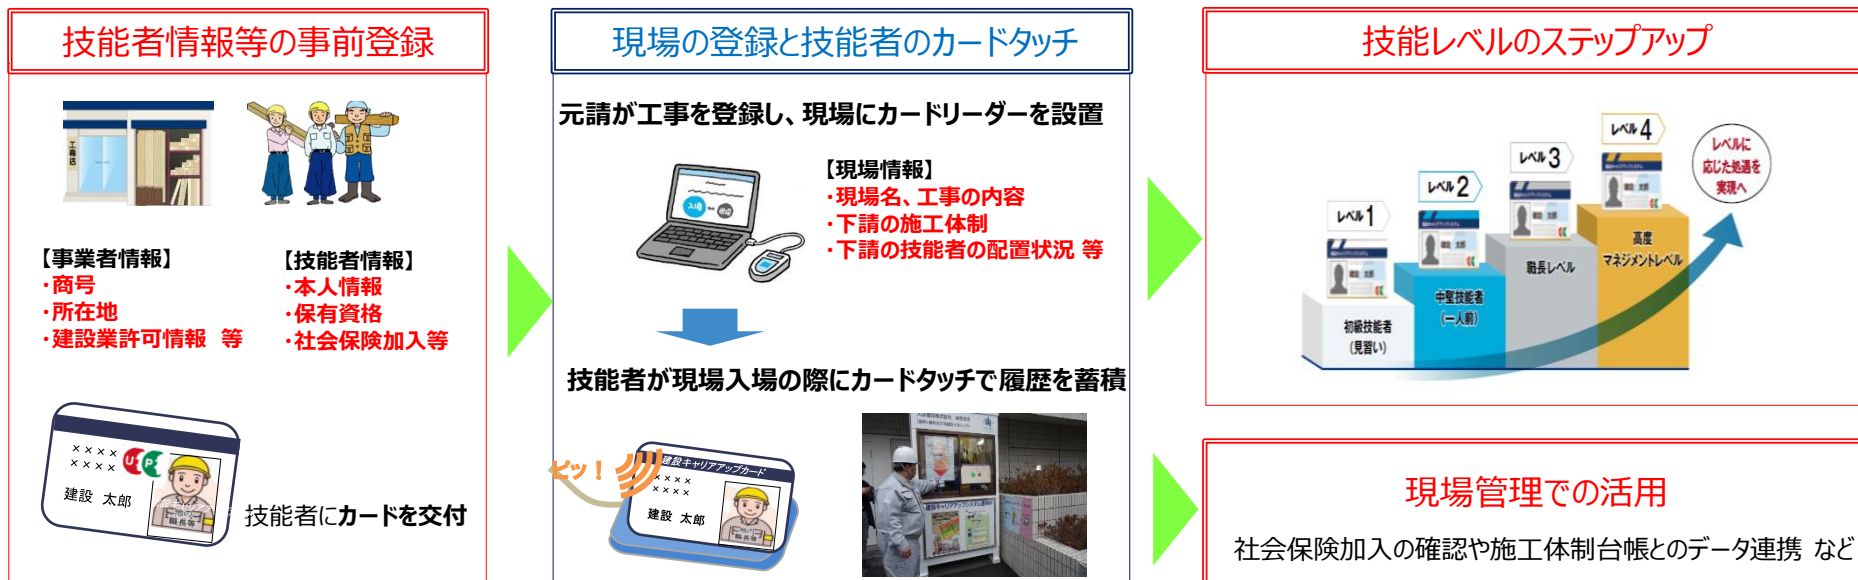 技能者情報等の事前登録
工務店
【事業者情報】
・商号
・所在地
・建設業許可情報 等
【技能者情報】
・本人情報
・保有資格
・社会保険加入等
××××
××××
建設 太郎
技能者にカードを交付
現場の登録と技能者のカードタッチ
元請が工事を登録し、現場にカードリーダーを設置
入場
【現場情報】
・現場名、工事の内容
・下請の施工体制
・下請の技能者の配置状況 等
技能者が現場入場の際にカードタッチで履歴を蓄積
ピッ！
建設キャリアアップカード
××××
××××
建設 太郎
技能レベルのステップアップ
レベル1
レベル2
レベル3
レベル4
初級技能者
(見習い)
中堅技能者
(一人前)
職長レベル
高度
マネジメントレベル
レベルに
応じた処遇を
実現へ
現場管理での活用
社会保険加入の確認や施工体制台帳とのデータ連携 など